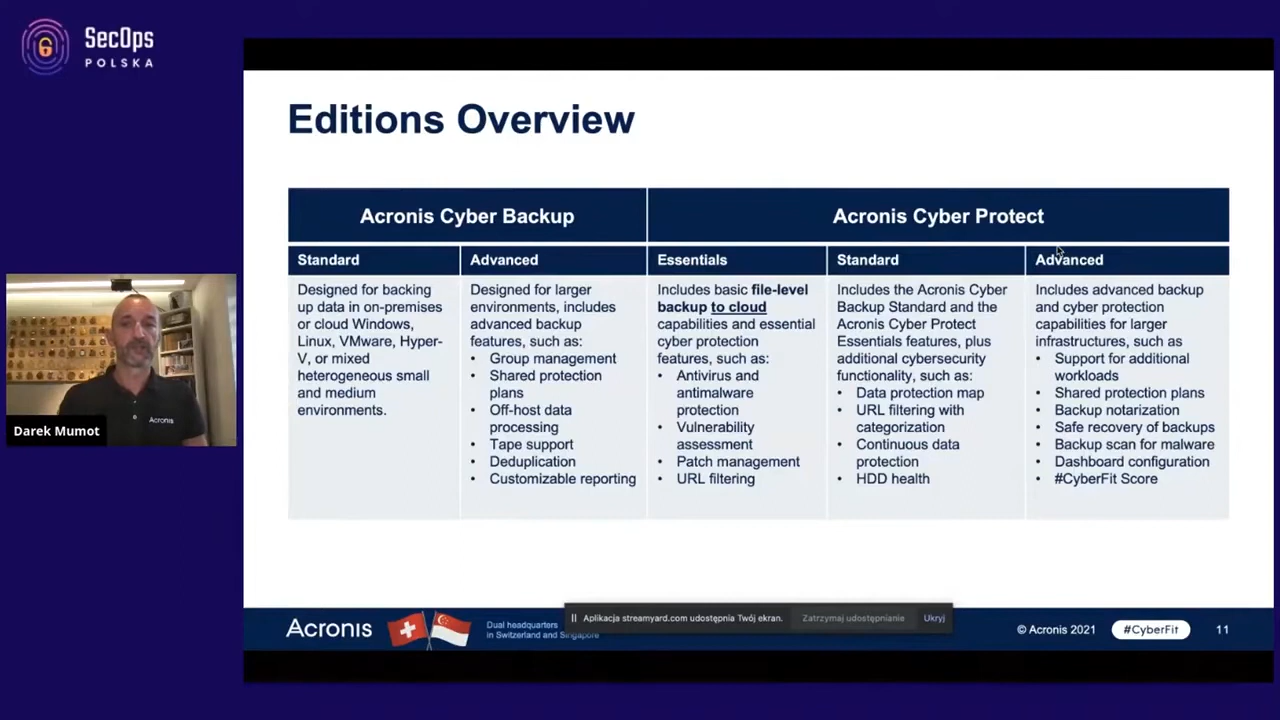 SecOps
POLSKA
Editions Overview
Acronis Cyber Backup
Acronis Cyber Protect
Standard
Advanced
Essentials
Standard
Advanced
Designed for backing
up data in on-premises
or cloud Windows,
Linux, VMware, Hyper-
V, or mixed
heterogeneous small
and medium
environments.
Designed for larger
environments, includes
advanced backup
features, such as:
• Group management
• Shared protection
plans
• Off-host data
processing
• Tape support
• Deduplication
• Customizable reporting
Includes basic file-level
backup to cloud
capabilities and essential
cyber protection
features, such as:
• Antivirus and
antimalware
protection
• Vulnerability
assessment
• Patch management
• URL filtering
Includes the Acronis Cyber
Backup Standard and the
Acronis Cyber Protect
Essentials features, plus
additional cybersecurity
functionality, such as:
• Data protection map
• URL filtering with
categorization
• Continuous data
protection
• HDD health
Includes advanced backup
and cyber protection
capabilities for larger
infrastructures, such as
• Support for additional
workloads
• Shared protection plans
• Backup notarization
• Safe recovery of backups
• Backup scan for malware
• Dashboard configuration
• #CyberFit Score
Acronis
Darek Mumot
Aplikacja streamyard.com udostępnia Twój ekran.
Zatrzymaj udostępnianie
Ukryj
Acronis
Dual headquarters
in Switzerland and Singapore
© Acronis 2021
#CyberFit
11